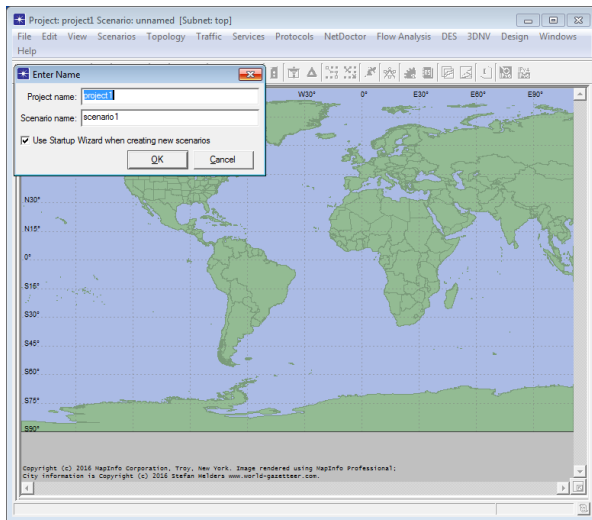 Project: project1 Scenario: unnamed [Subnet: top]
File Edit View Scenarios Topology Traffic Services Protocols NetDoctor Flow Analysis DES 3DNV Design Windows
Help
Enter Name
Project name: project1
Scenario name: scenario1
Use Startup Wizard when creating new scenarios
OK Cancel
W30° 0° E30° E60° E90°
N30°
N15°
0°
S15°
S30°
S45°
S60°
S75°
S90°
Copyright (c) 2016 MapInfo Corporation, Troy, New York. Image rendered using MapInfo Professional;
City information is Copyright (c) 2016 Stefan Helders www.world-gazetteer.com.